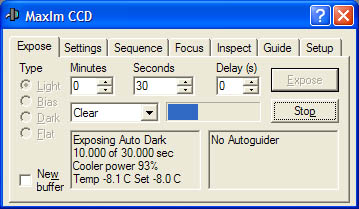 MaxIm CCD
Expose Settings Sequence Focus Inspect Guide Setup
Type Minutes Seconds Delay (s)
Light 0 30 0 Expose
Bias
Dark Clear Stop
Flat
Exposing Auto Dark No Autoguider
10.000 of 30.000 sec
Cooler power 93%
New buffer Temp -8.1 C Set -8.0 C